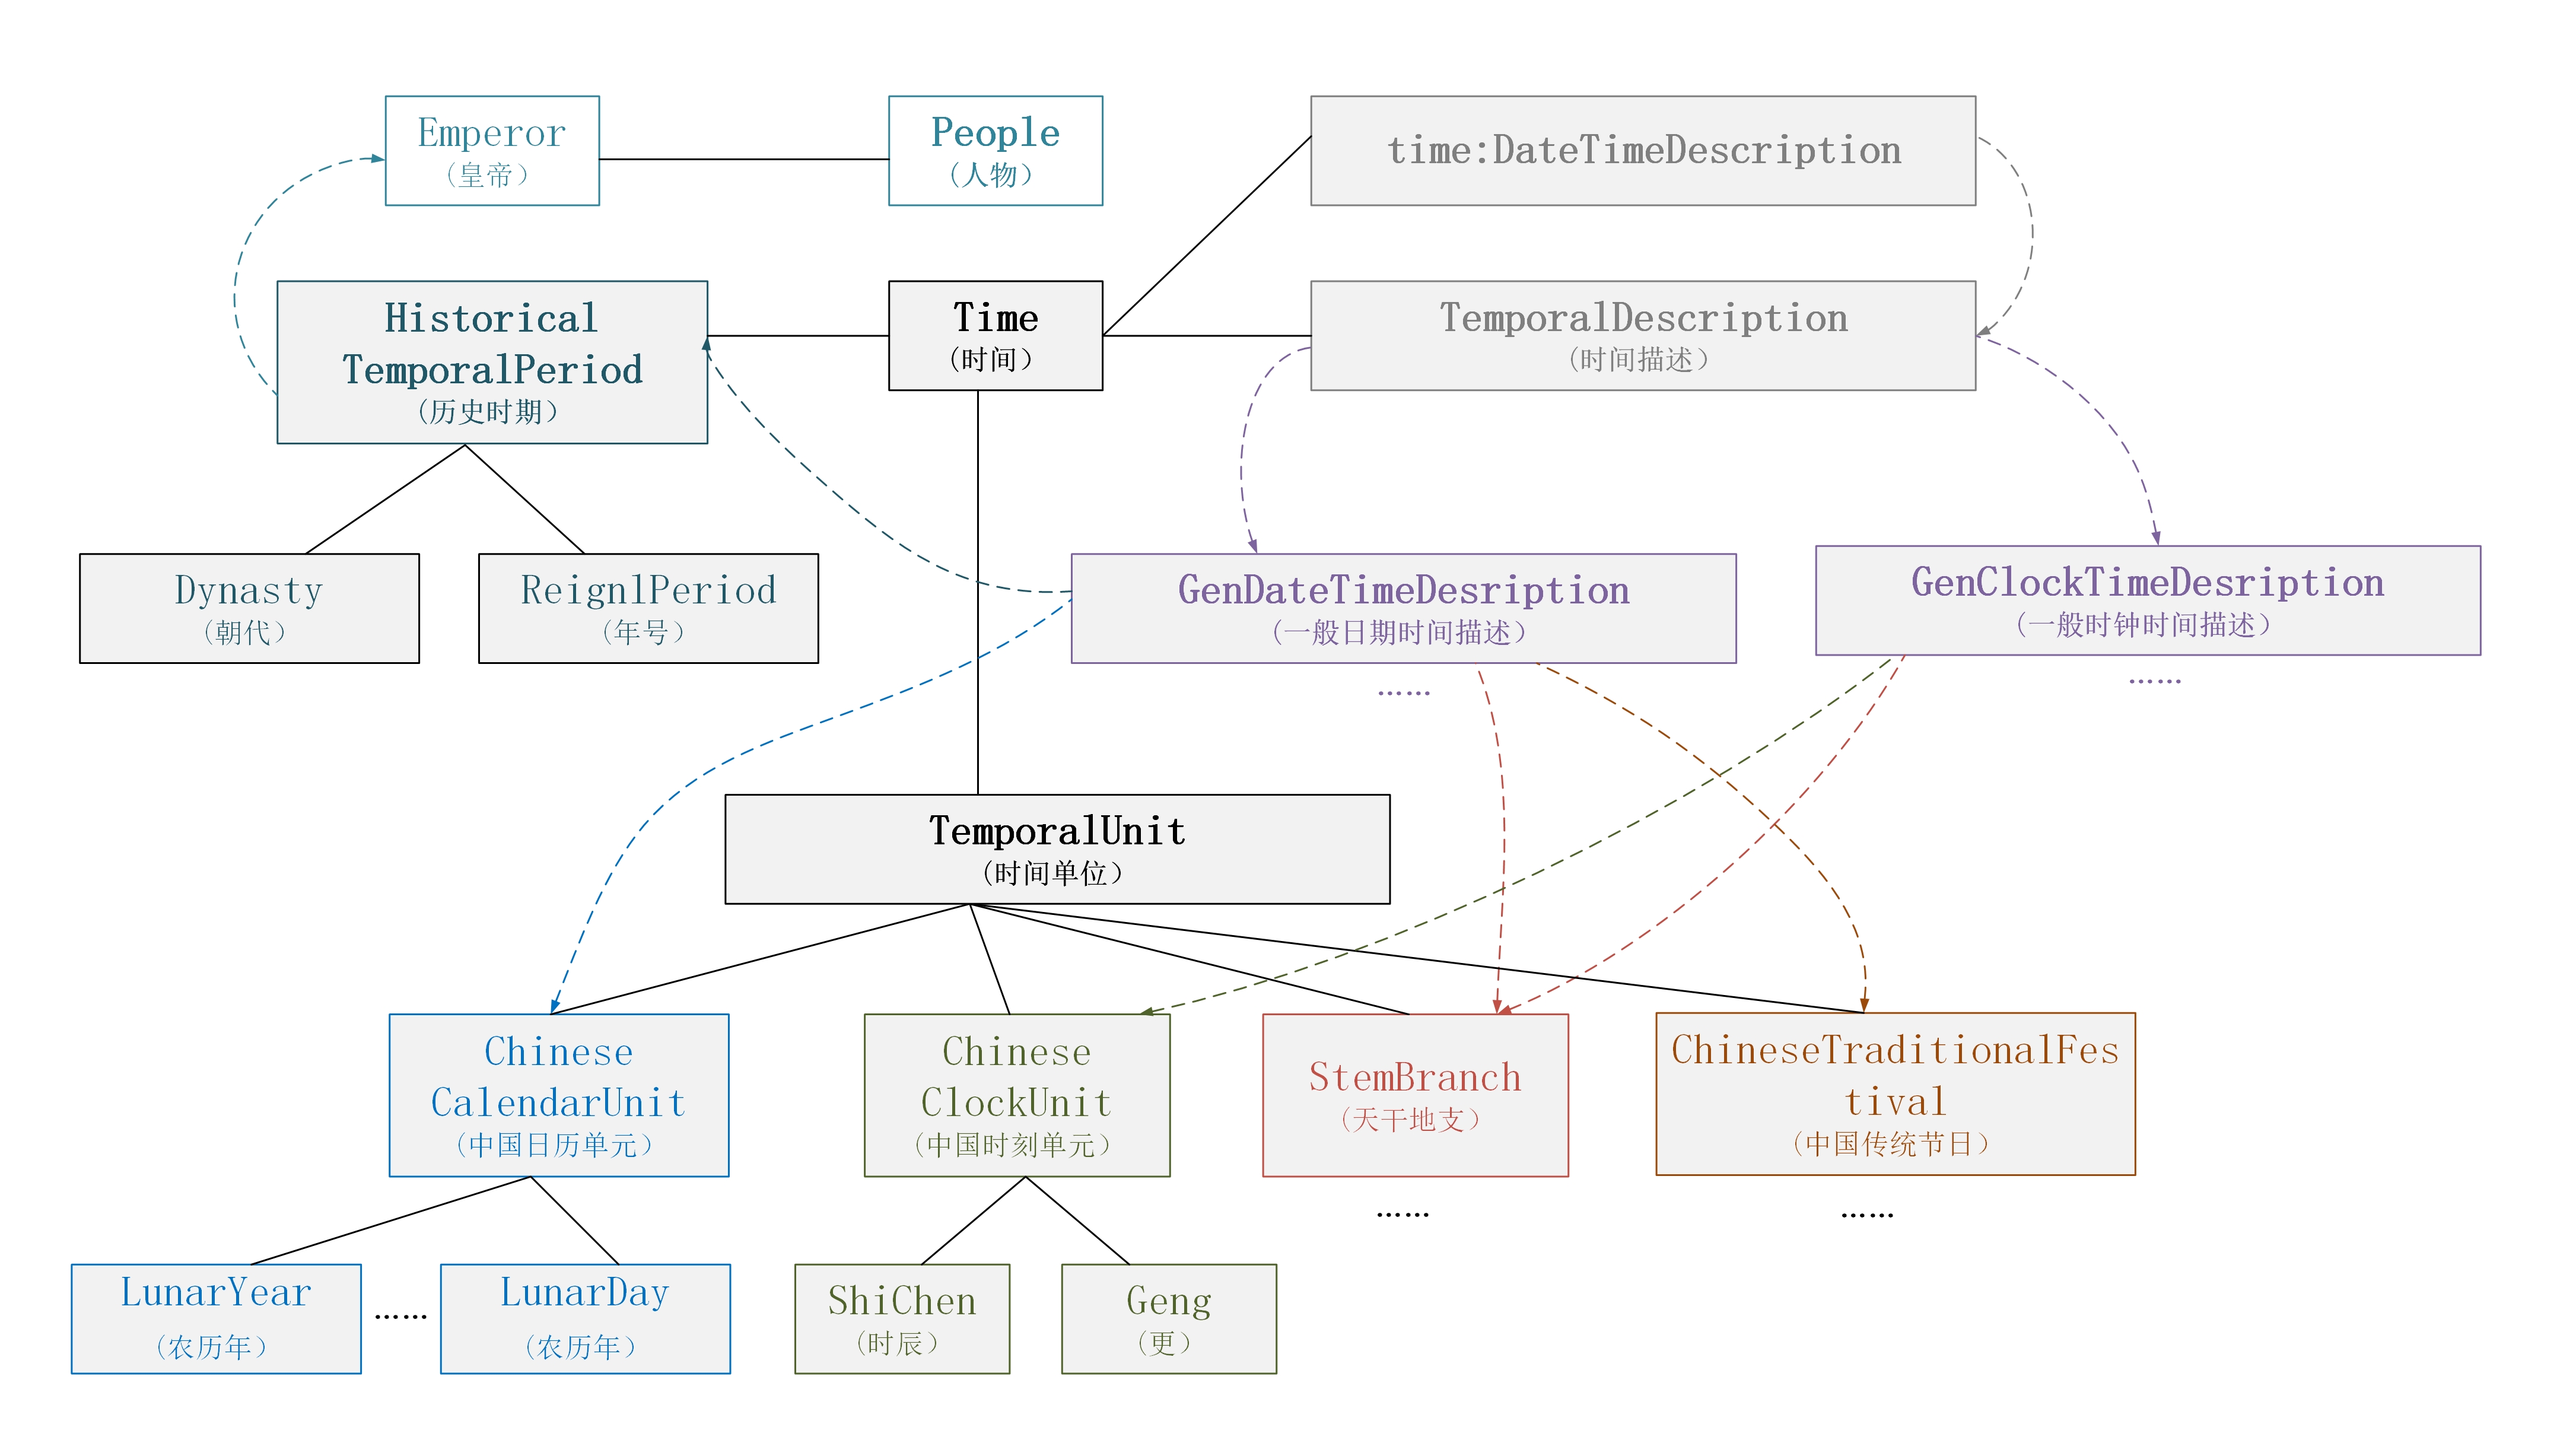 Emperor
（皇帝）
People
（人物）
time:DateTimeDescription
Historical
TemporalPeriod
（历史时期）
Time
（时间）
TemporalDescription
（时间描述）
Dynasty
（朝代）
ReignlPeriod
（年号）
GenDateTimeDesription
（一般日期时间描述）
……
GenClockTimeDesription
（一般时钟时间描述）
……
TemporalUnit
（时间单位）
Chinese
CalendarUnit
（中国日历单元）
Chinese
ClockUnit
（中国时刻单元）
StemBranch
（天干地支）
……
ChineseTraditionalFes
tival
（中国传统节日）
……
LunarYear
（农历年）
……
LunarDay
（农历年）
ShiChen
（时辰）
Geng
（更）